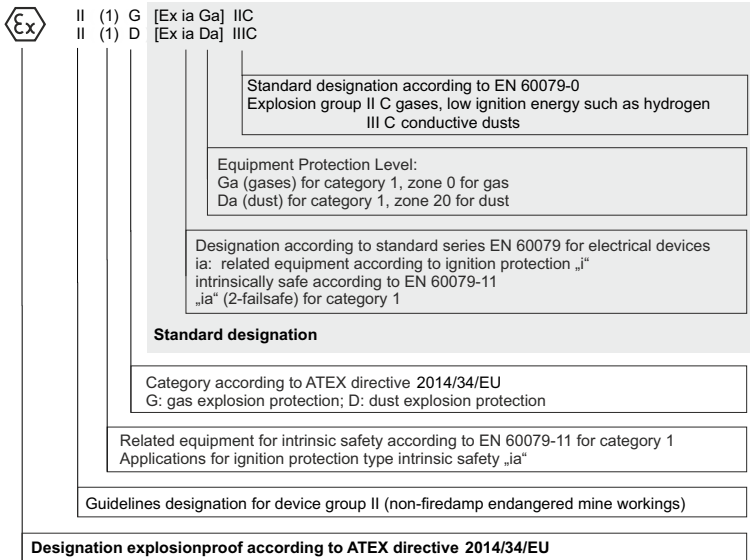 Ex II (1) G [Ex ia Ga] IIC
II (1) D [Ex ia Da] IIIC
Standard designation according to EN 60079-0
Explosion group II C gases, low ignition energy such as hydrogen
III C conductive dusts
Equipment Protection Level:
Ga (gases) for category 1, zone 0 for gas
Da (dust) for category 1, zone 20 for dust
Designation according to standard series EN 60079 for electrical devices
ia: related equipment according to ignition protection „i“
intrinsically safe according to EN 60079-11
„ia“ (2-failsafe) for category 1
Standard designation
Category according to ATEX directive 2014/34/EU
G: gas explosion protection; D: dust explosion protection
Related equipment for intrinsic safety according to EN 60079-11 for category 1
Applications for ignition protection type intrinsic safety „ia“
Guidelines designation for device group II (non-firedamp endangered mine workings)
Designation explosionproof according to ATEX directive 2014/34/EU